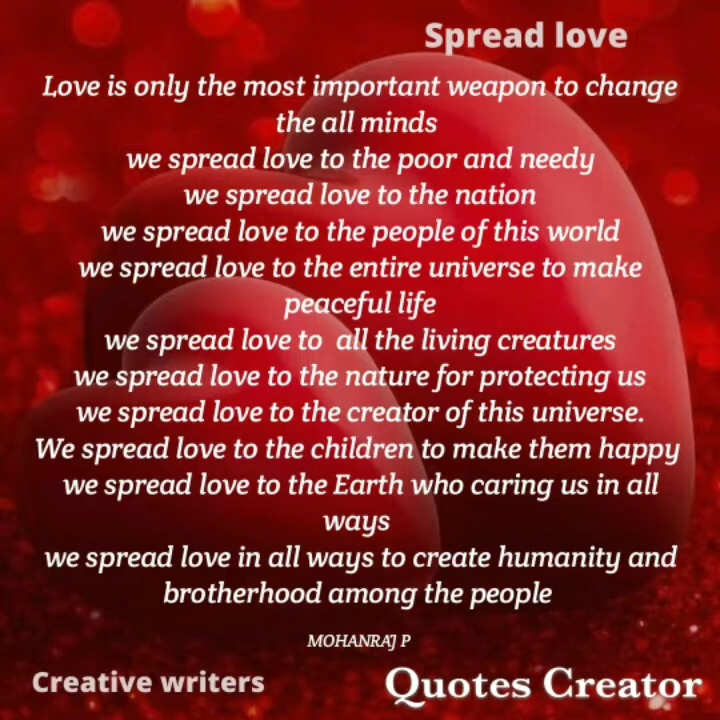 Spread love
Love is only the most important weapon to change
the all minds
we spread love to the poor and needy
we spread love to the nation
we spread love to the people of this world
we spread love to the entire universe to make
peaceful life
we spread love to  all the living creatures
we spread love to the nature for protecting us
we spread love to the creator of this universe.
We spread love to the children to make them happy
we spread love to the Earth who caring us in all
ways
we spread love in all ways to create humanity and
brotherhood among the people
MOHANRAJ P
Creative writers
Quotes Creator